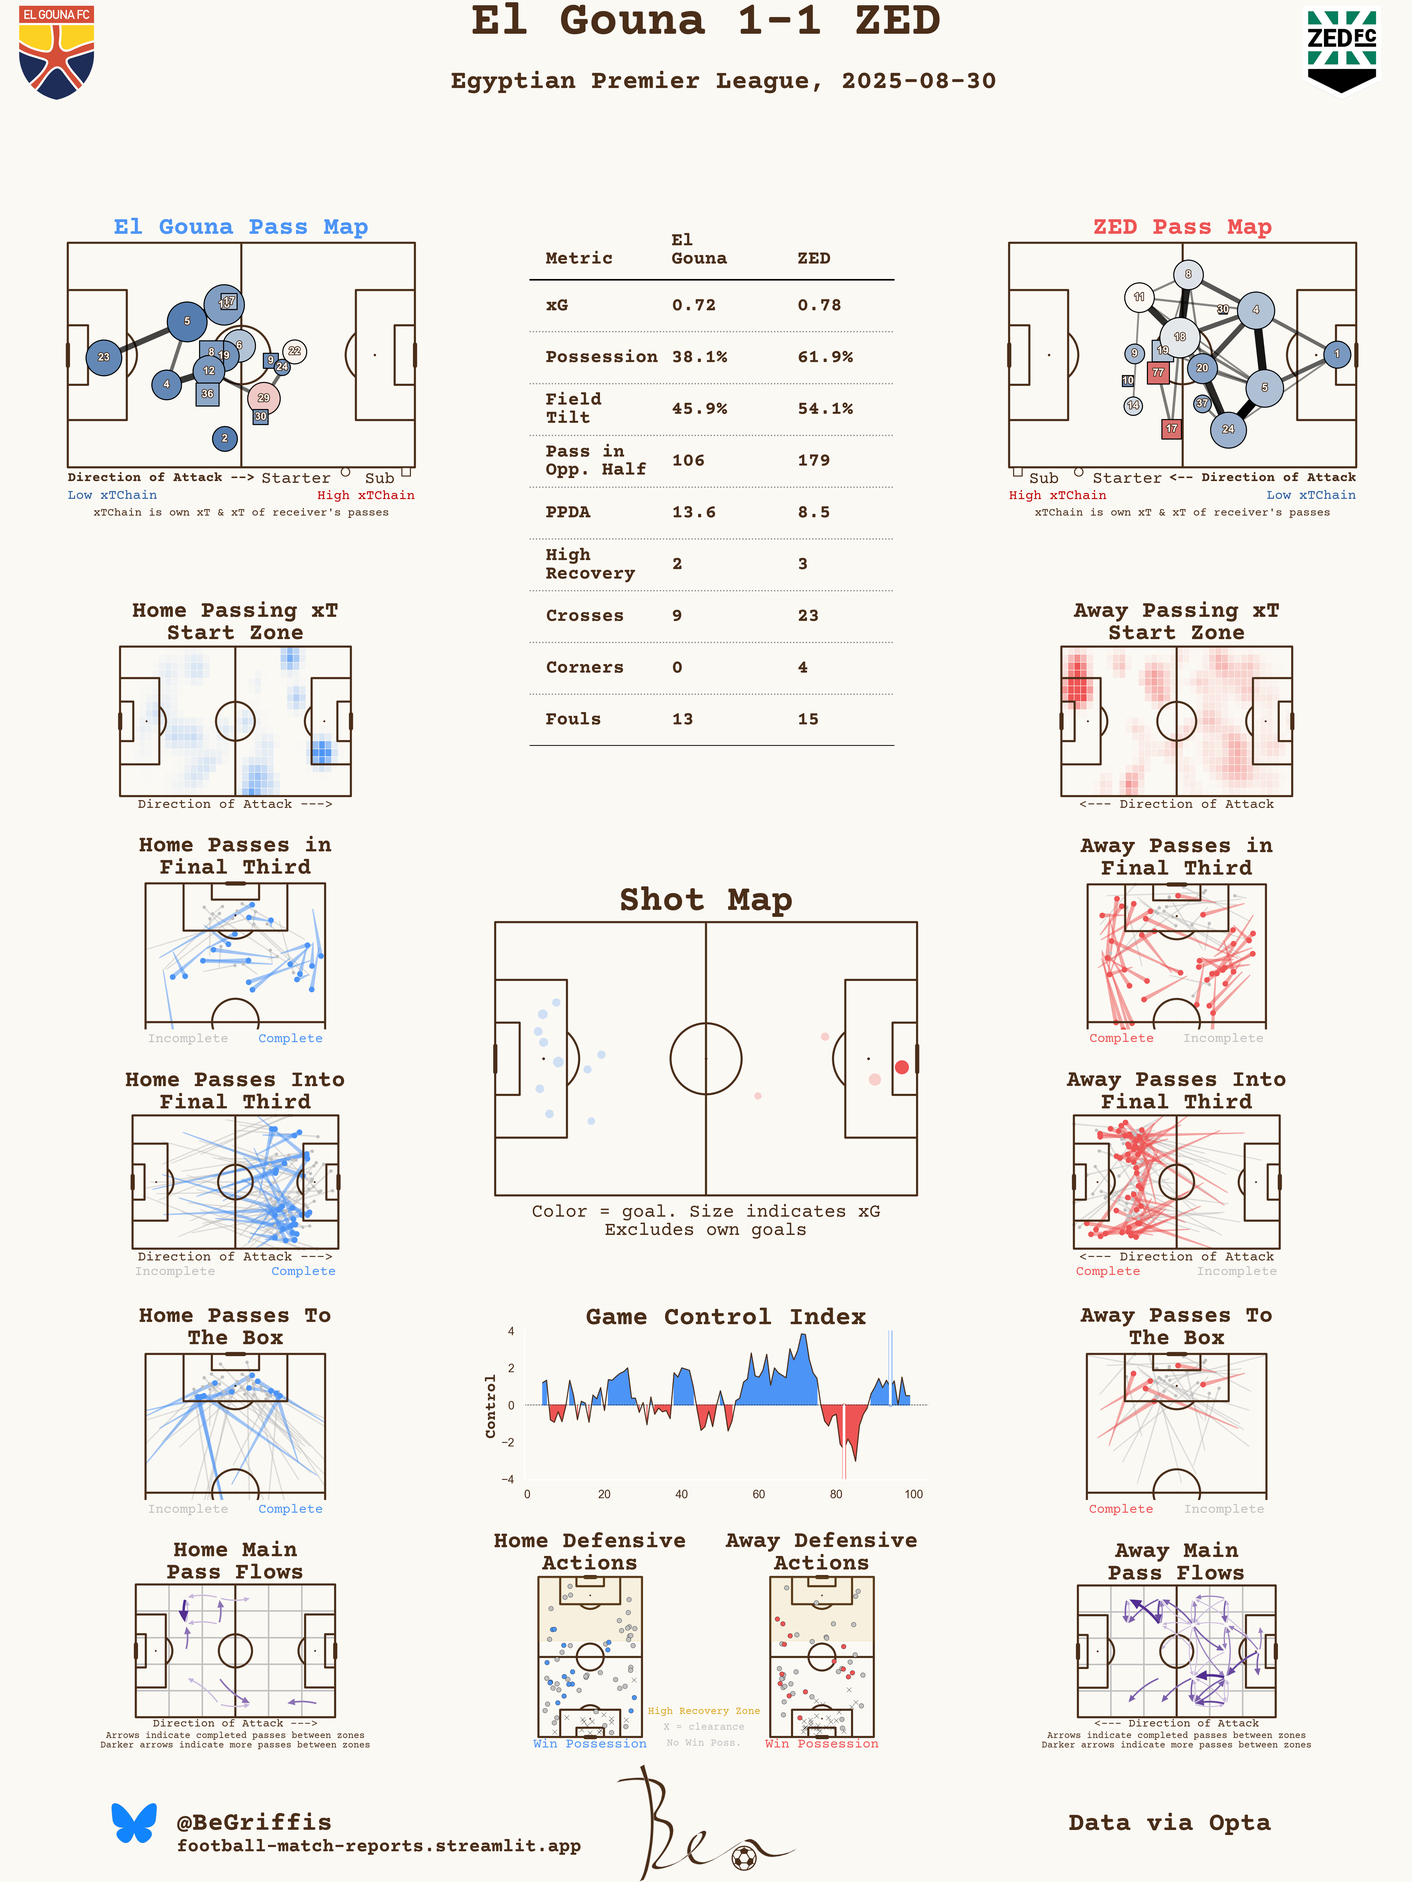 El Gouna 1-1 ZED
EL GOUNA FC
ZED FC
Egyptian Premier League, 2025-08-30
El Gouna Pass Map
23
5
4
17
8
19
6
12
36
9
24
22
29
30
2
Direction of Attack --> Starter Sub
Low xTChain High xTChain
xTChain is own xT & xT of receiver's passes
Metric El Gouna ZED
xG 0.72 0.78
Possession 38.1% 61.9%
Field Tilt 45.9% 54.1%
Pass in Opp. Half 106 179
PPDA 13.6 8.5
High Recovery 2 3
Crosses 9 23
Corners 0 4
Fouls 13 15
ZED Pass Map
8
11
30
4
18
9
19
1
77
20
10
5
14
37
17
24
Sub Starter <-- Direction of Attack
High xTChain Low xTChain
xTChain is own xT & xT of receiver's passes
Home Passing xT
Start Zone
Direction of Attack --->
Away Passing xT
Start Zone
<--- Direction of Attack
Home Passes in
Final Third
Incomplete Complete
Away Passes in
Final Third
Complete Incomplete
Shot Map
Color = goal. Size indicates xG
Excludes own goals
Home Passes Into
Final Third
Direction of Attack --->
Incomplete Complete
Away Passes Into
Final Third
<--- Direction of Attack
Complete Incomplete
Home Passes To
The Box
Incomplete Complete
Game Control Index
Control
4
2
0
−2
−4
0 20 40 60 80 100
Away Passes To
The Box
Complete Incomplete
Home Main
Pass Flows
Direction of Attack --->
Arrows indicate completed passes between zones
Darker arrows indicate more passes between zones
Home Defensive
Actions
Win Possession
High Recovery Zone
X = clearance
No Win Poss.
Away Defensive
Actions
Win Possession
Away Main
Pass Flows
<--- Direction of Attack
Arrows indicate completed passes between zones
Darker arrows indicate more passes between zones
@BeGriffis
football-match-reports.streamlit.app
Ben
Data via Opta